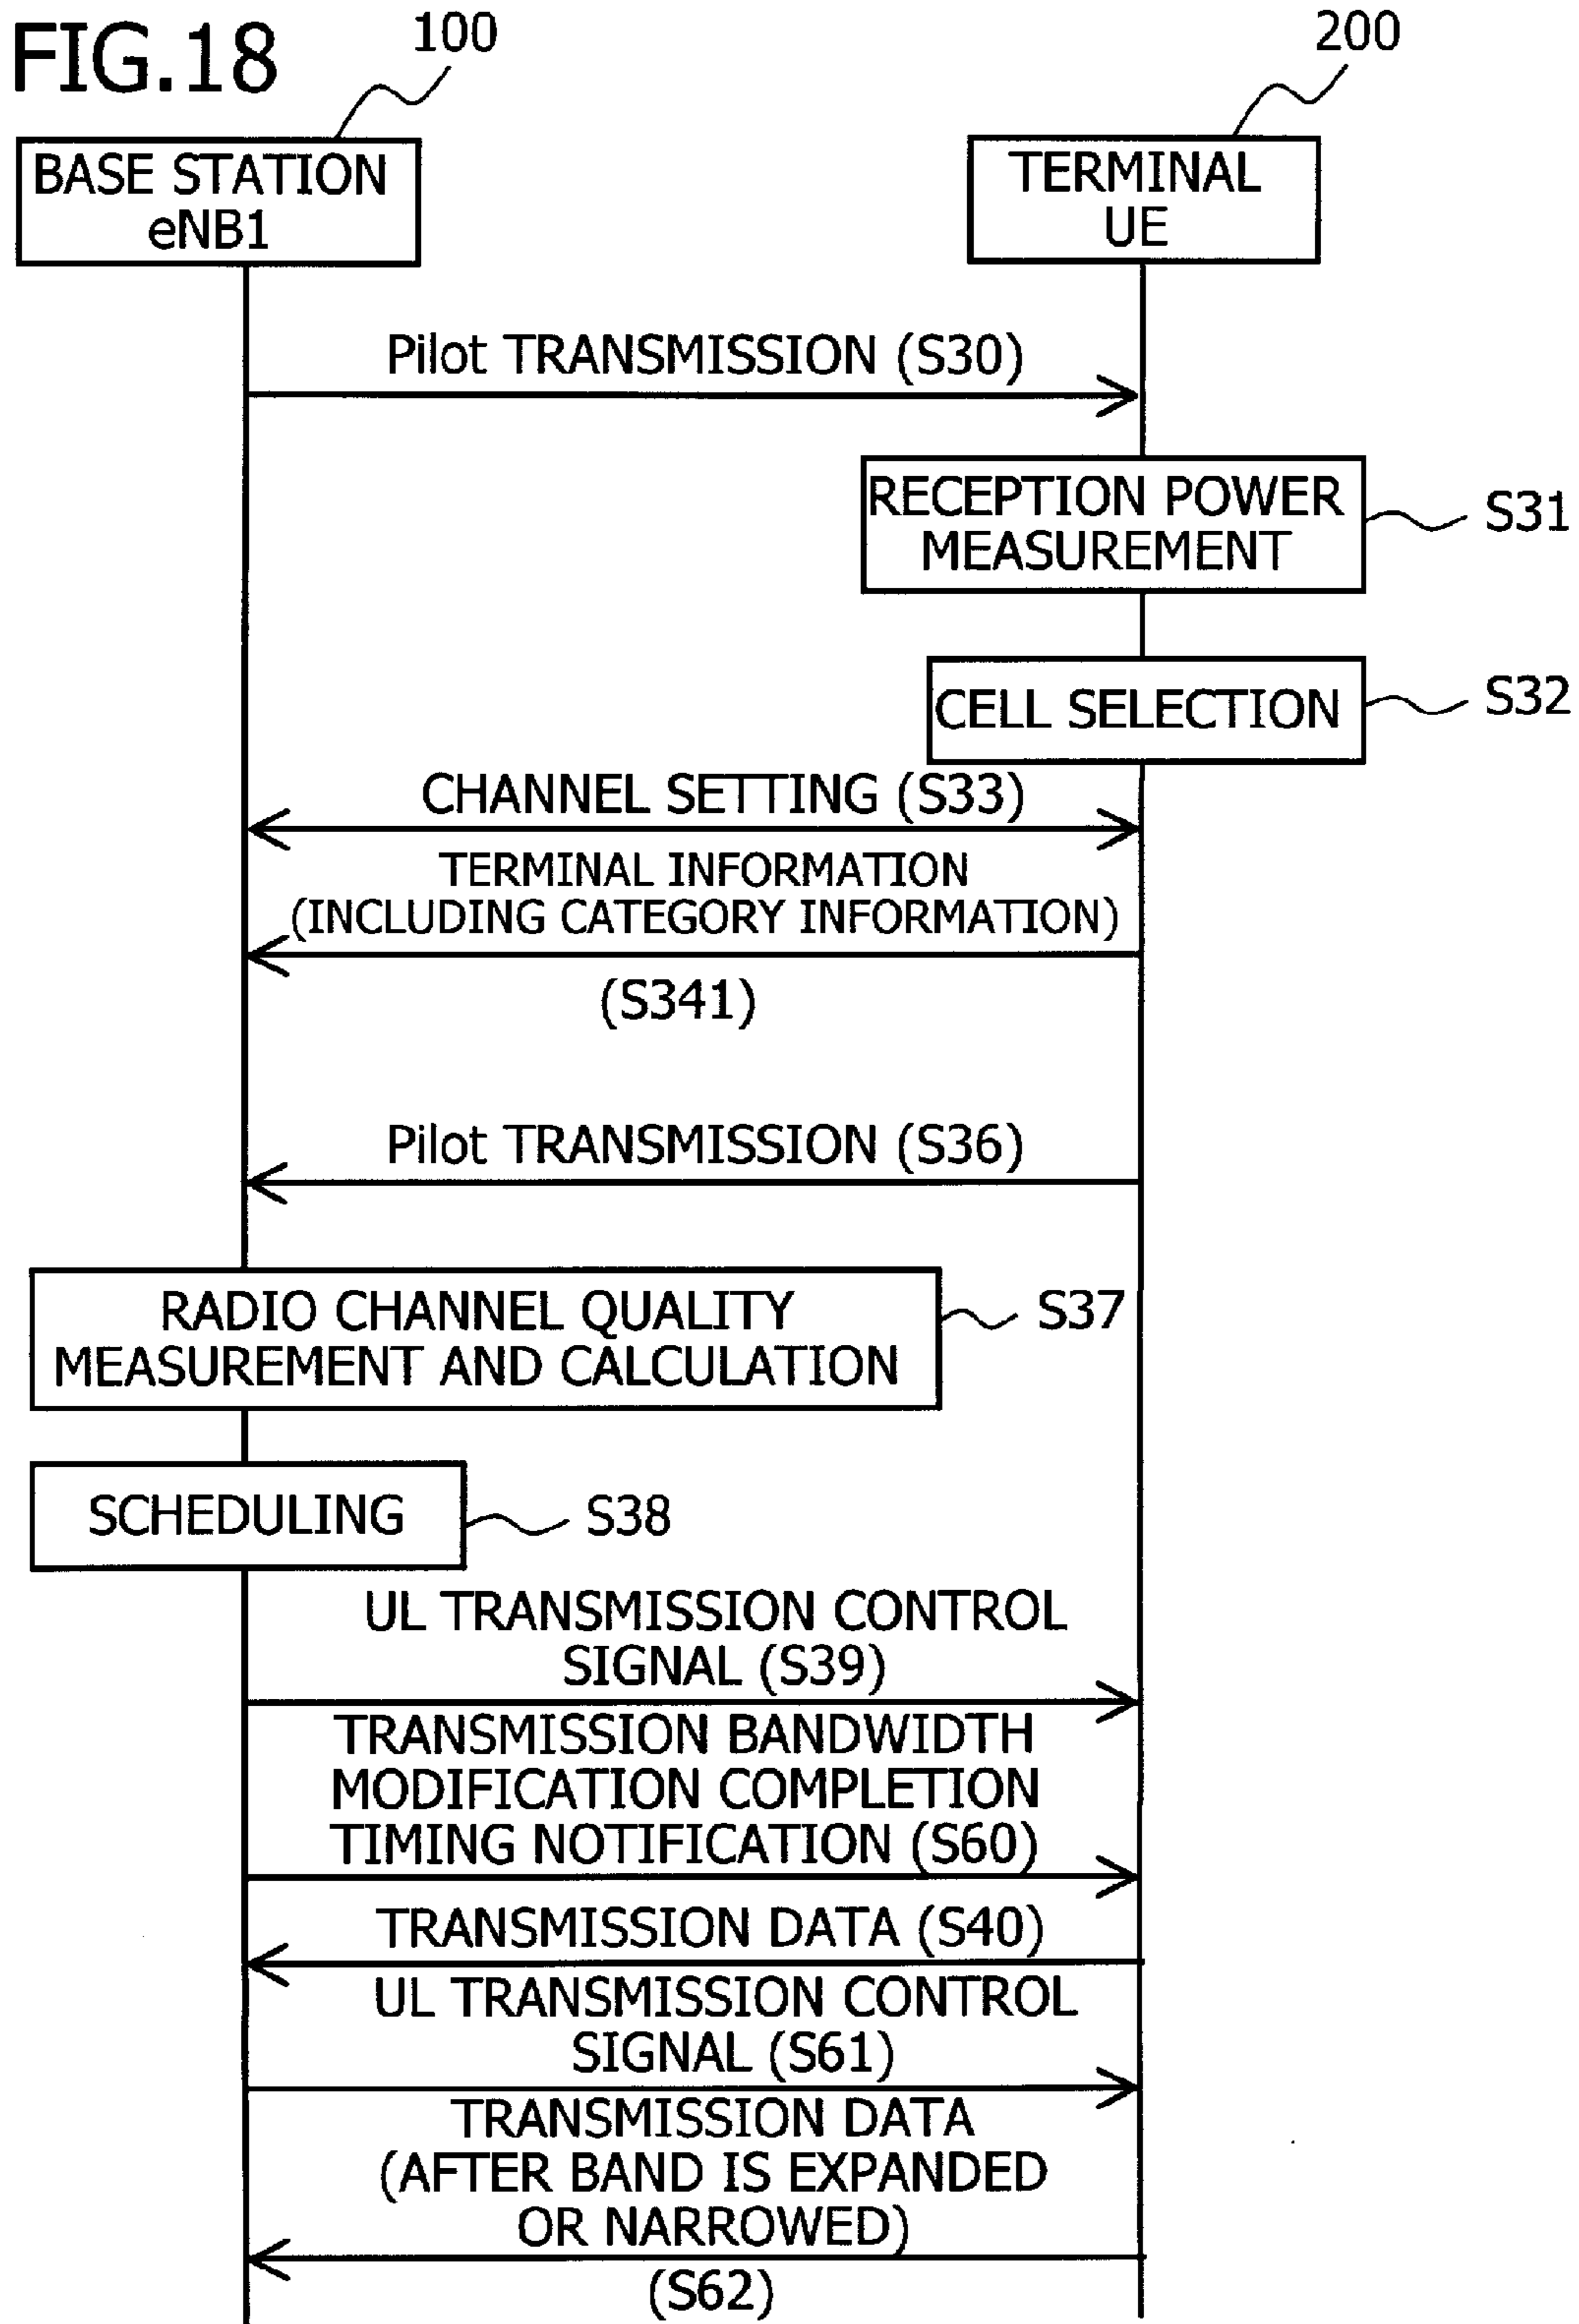 FIG.18
100
200
BASE STATION
eNB1
TERMINAL
UE
Pilot TRANSMISSION (S30)
RECEPTION POWER
MEASUREMENT
S31
CELL SELECTION
S32
CHANNEL SETTING (S33)
TERMINAL INFORMATION
(INCLUDING CATEGORY INFORMATION)
(S341)
Pilot TRANSMISSION (S36)
RADIO CHANNEL QUALITY
MEASUREMENT AND CALCULATION
S37
SCHEDULING
S38
UL TRANSMISSION CONTROL
SIGNAL (S39)
TRANSMISSION BANDWIDTH
MODIFICATION COMPLETION
TIMING NOTIFICATION (S60)
TRANSMISSION DATA (S40)
UL TRANSMISSION CONTROL
SIGNAL (S61)
TRANSMISSION DATA
(AFTER BAND IS EXPANDED
OR NARROWED)
(S62)